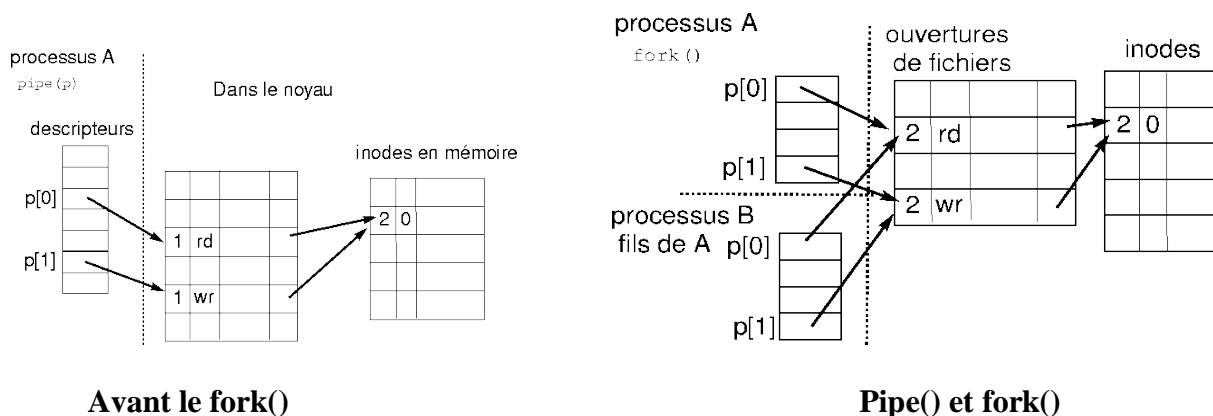 processus A
pipe(p)
Dans le noyau
descripteurs
inodes en mémoire
p[0]
2 0
1 rd
p[1]
1 wr
Avant le fork()
processus A
fork()
ouvertures
de fichiers
inodes
p[0]
2 rd
2 0
p[1]
2 wr
processus B
fils de A
p[0]
p[1]
Pipe() et fork()